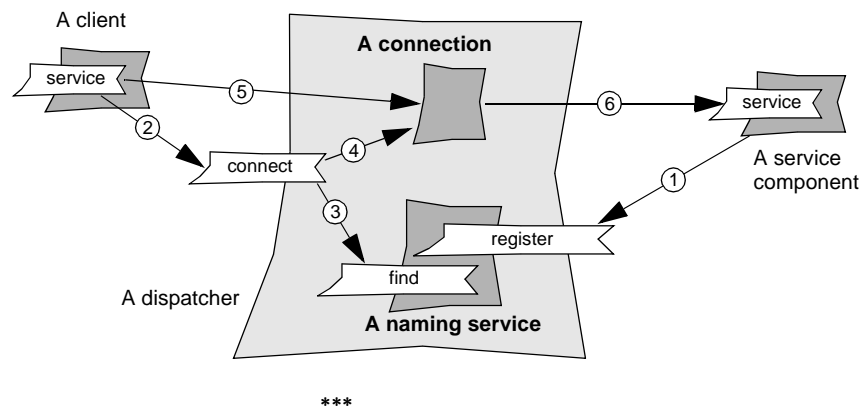 A client
A connection
service
5
6
service
2
connect
4
A service
component
1
3
register
find
A dispatcher
A naming service
***